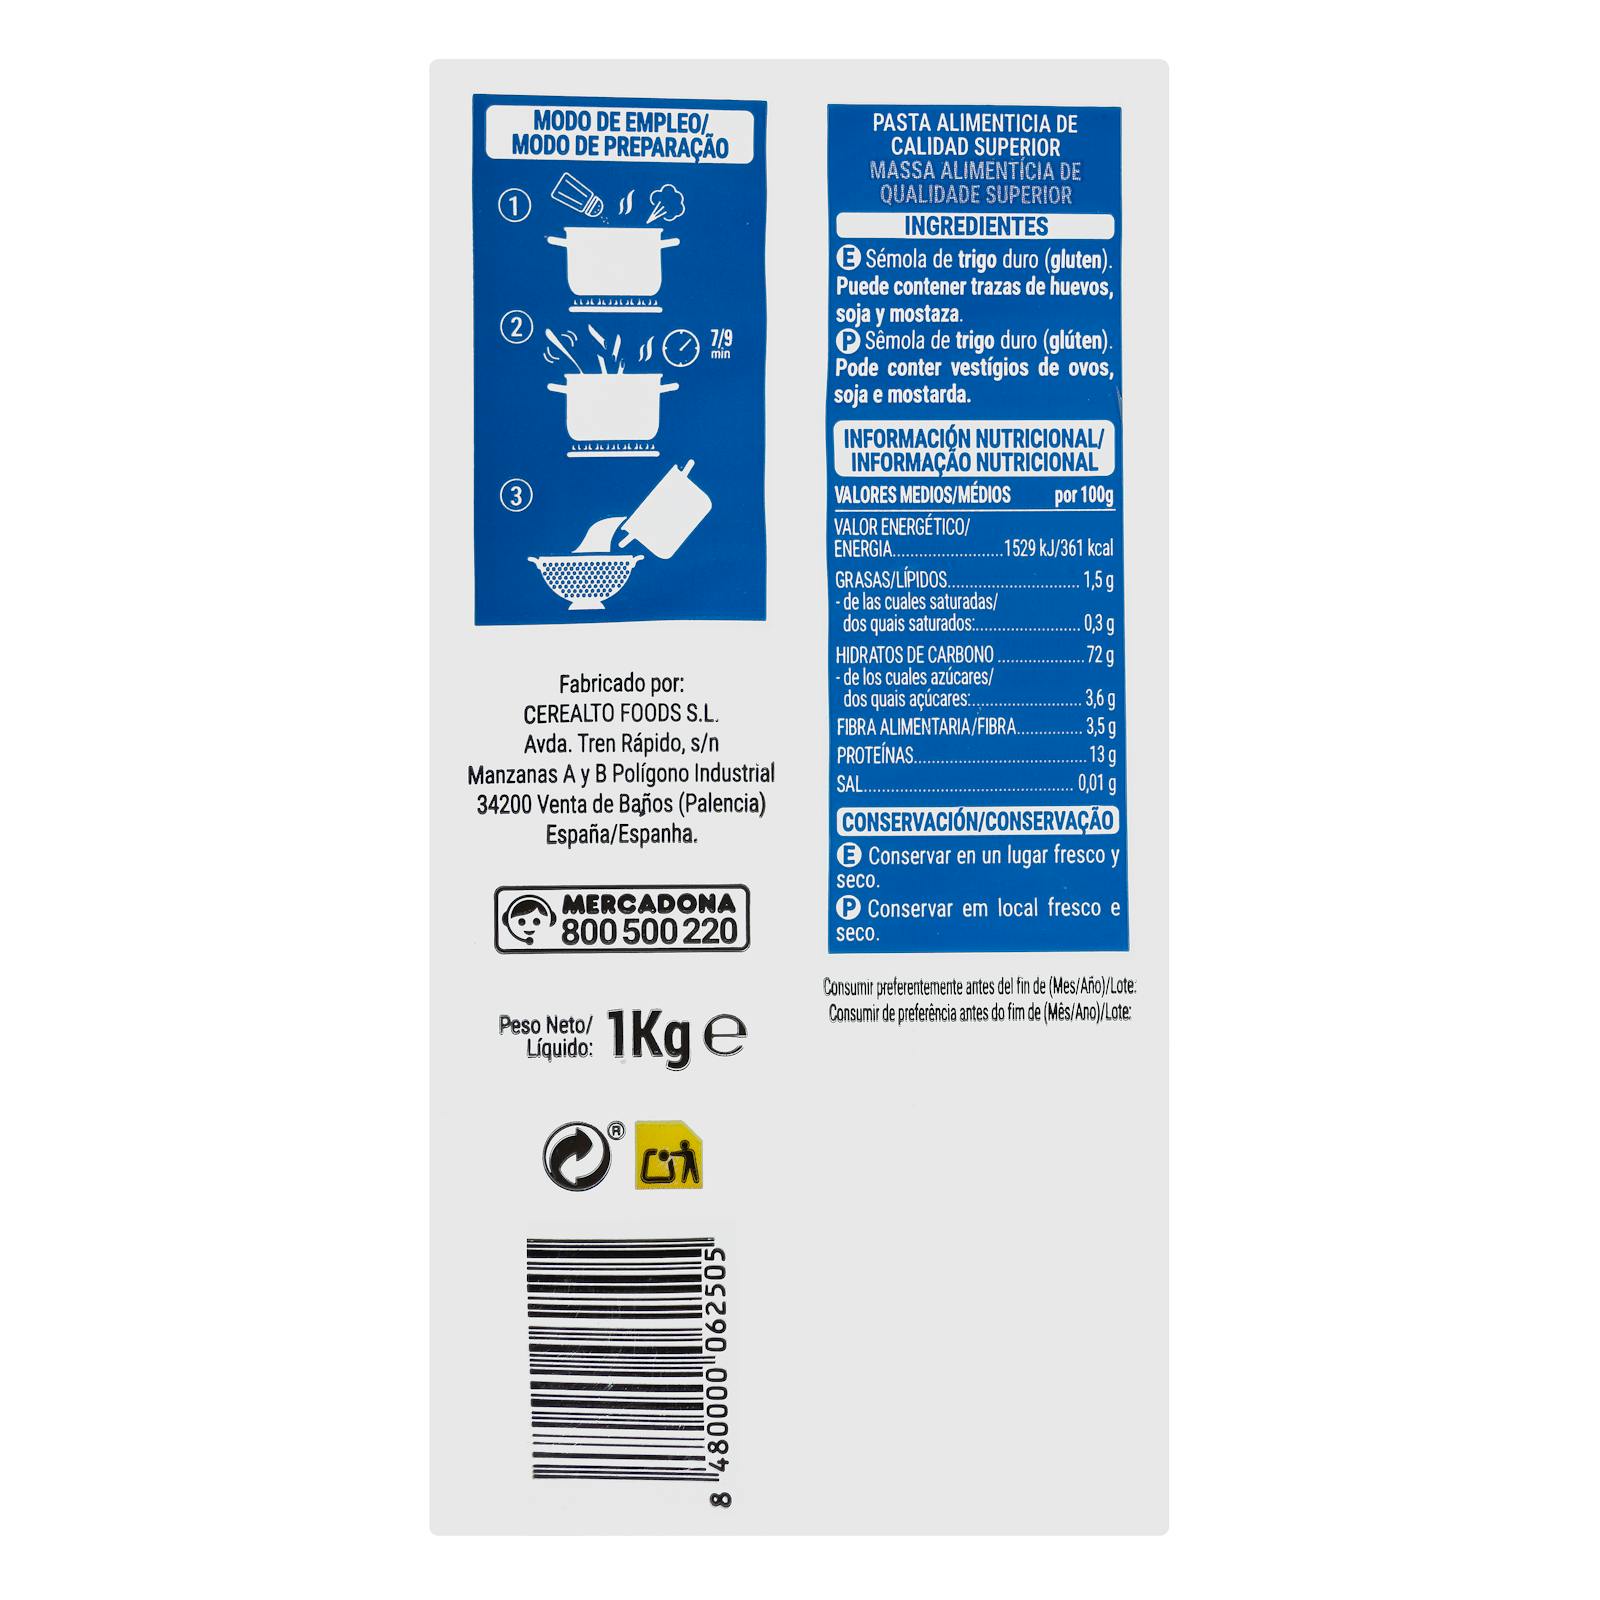 MODO DE EMPLEO/
MODO DE PREPARAÇÃO
1
2
7/9
min
3
Fabricado por:
CEREALTO FOODS S.L.
Avda. Tren Rápido, s/n
Manzanas A y B Polígono Industrial
34200 Venta de Baños (Palencia)
España/Espanha.
MERCADONA
800 500 220
Peso Neto/
Líquido:
1Kg e
®
8 480000 062505
PASTA ALIMENTICIA DE
CALIDAD SUPERIOR
MASSA ALIMENTÍCIA DE
QUALIDADE SUPERIOR
INGREDIENTES
E Sémola de trigo duro (gluten).
Puede contener trazas de huevos,
soja y mostaza.
P Sêmola de trigo duro (glúten).
Pode conter vestígios de ovos,
soja e mostarda.
INFORMACIÓN NUTRICIONAL/
INFORMAÇÃO NUTRICIONAL
VALORES MEDIOS/MÉDIOS por 100g
VALOR ENERGÉTICO/
ENERGIA......................1529 kJ/361 kcal
GRASAS/LÍPIDOS.......................... 1,5 g
- de las cuales saturadas/
dos quais saturados:..................... 0,3 g
HIDRATOS DE CARBONO .................72 g
- de los cuales azúcares/
dos quais açúcares:...................... 3,6 g
FIBRA ALIMENTARIA/FIBRA............. 3,5 g
PROTEÍNAS.................................. 13 g
SAL.......................................... 0,01 g
CONSERVACIÓN/CONSERVAÇÃO
E Conservar en un lugar fresco y
seco.
P Conservar em local fresco e
seco.
Consumir preferentemente antes del fin de (Mes/Año)/Lote:
Consumir de preferência antes do fim de (Mês/Ano)/Lote: